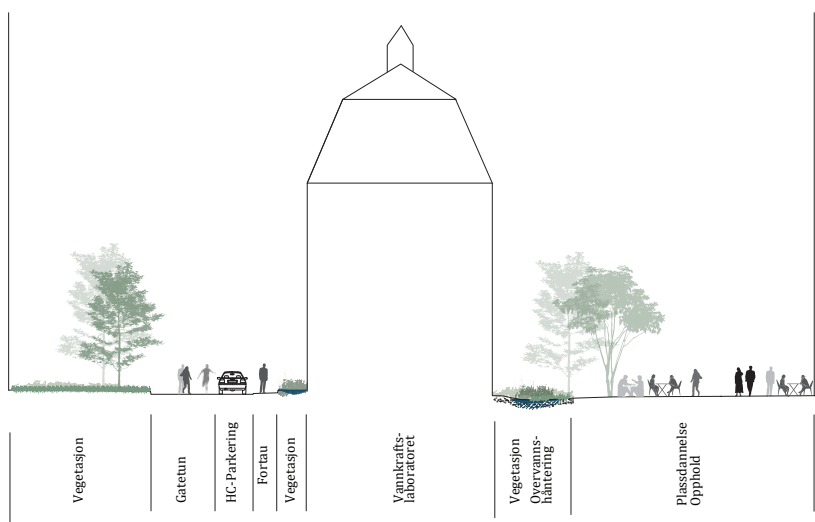 Vegetasjon
Gatetun
HC-Parkering
Fortau
Vegetasjon
Vannkrafts-
laboratoret
Vegetasjon
Overvanns-
håntering
Plassdannelse
Opphold